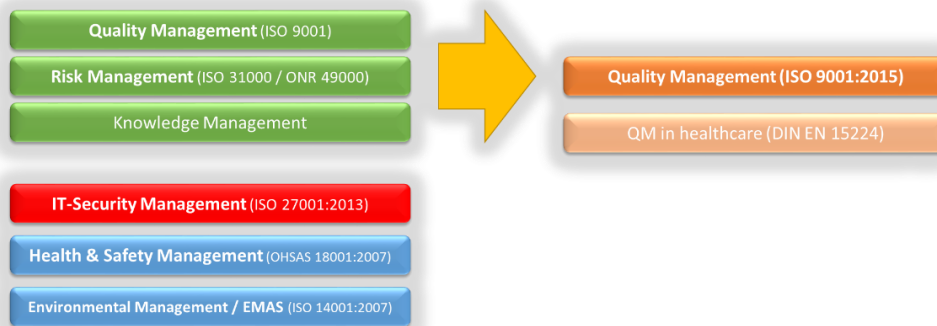 Quality Management (ISO 9001)
Risk Management (ISO 31000 / ONR 49000)
Knowledge Management
Quality Management (ISO 9001:2015)
QM in healthcare (DIN EN 15224)
IT-Security Management (ISO 27001:2013)
Health & Safety Management (OHSAS 18001:2007)
Environmental Management / EMAS (ISO 14001:2007)